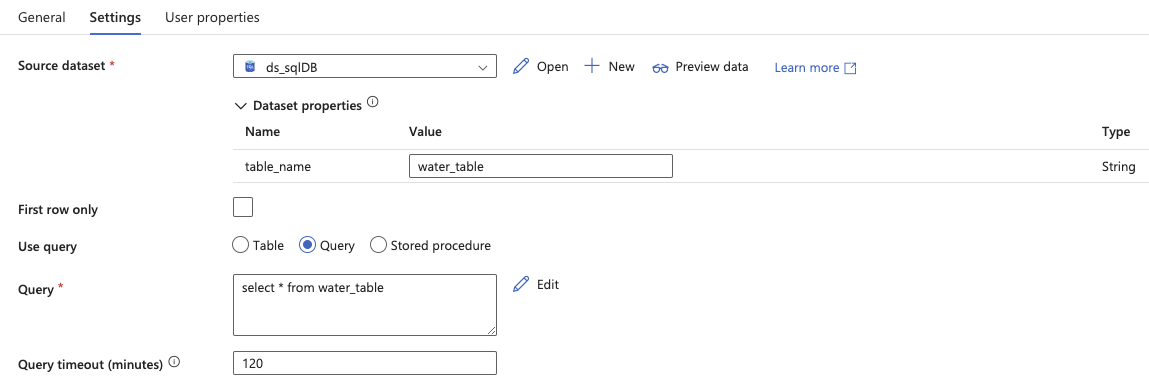 General Settings User properties
Source dataset * ds_sqlDB Open New Preview data Learn more
Dataset properties
Name Value Type
table_name water_table String
First row only
Use query Table Query Stored procedure
Query * select * from water_table Edit
Query timeout (minutes) 120